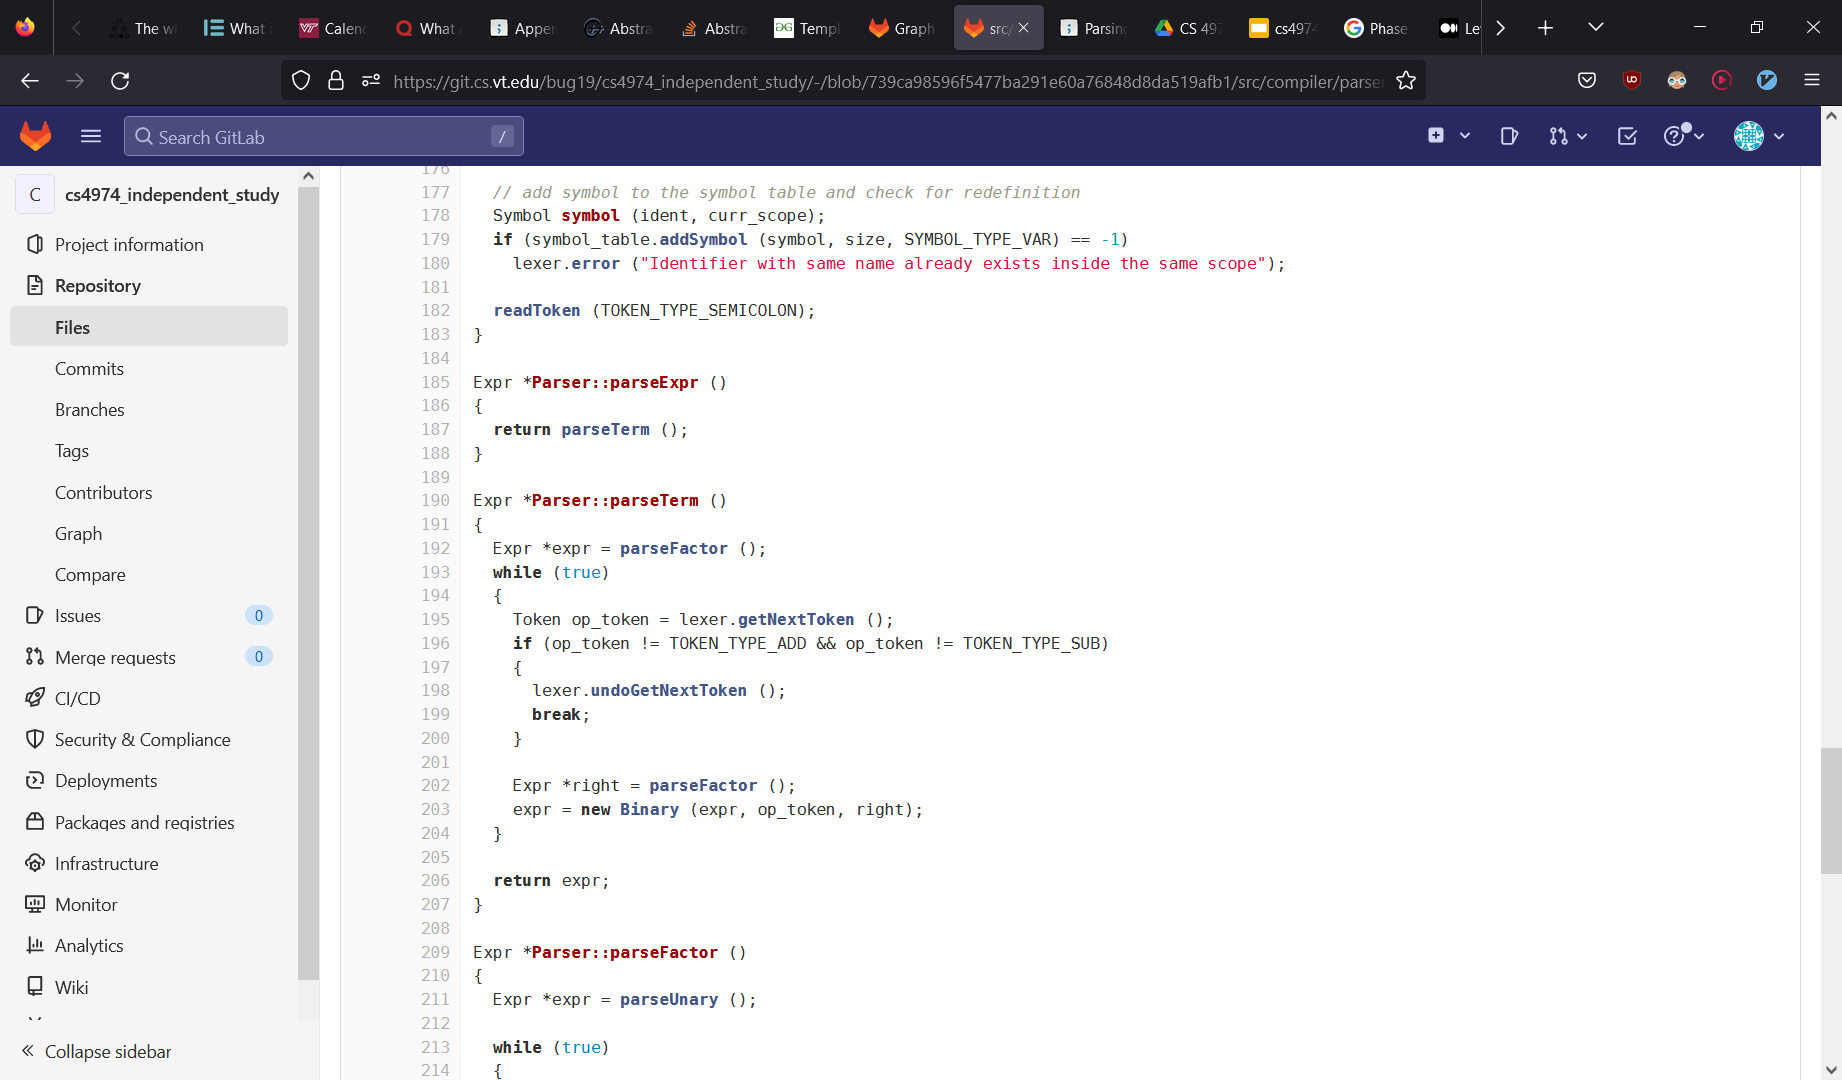 The w
What i
Calend
What a
Appen
Abstra
Abstra
Templ
Graph
src/
Parsing
CS 497
cs4974
Phase
Le
https://git.cs.vt.edu/bug19/cs4974_independent_study/-/blob/739ca98596f5477ba291e60a76848d8da519afb1/src/compiler/parser
Search GitLab
/
C cs4974_independent_study
Project information
Repository
Files
Commits
Branches
Tags
Contributors
Graph
Compare
Issues 0
Merge requests 0
CI/CD
Security & Compliance
Deployments
Packages and registries
Infrastructure
Monitor
Analytics
Wiki
Collapse sidebar
176
177 // add symbol to the symbol table and check for redefinition
178 Symbol symbol (ident, curr_scope);
179 if (symbol_table.addSymbol (symbol, size, SYMBOL_TYPE_VAR) == -1)
180 lexer.error ("Identifier with same name already exists inside the same scope");
181
182 readToken (TOKEN_TYPE_SEMICOLON);
183 }
184
185 Expr *Parser::parseExpr ()
186 {
187 return parseTerm ();
188 }
189
190 Expr *Parser::parseTerm ()
191 {
192 Expr *expr = parseFactor ();
193 while (true)
194 {
195 Token op_token = lexer.getNextToken ();
196 if (op_token != TOKEN_TYPE_ADD && op_token != TOKEN_TYPE_SUB)
197 {
198 lexer.undoGetNextToken ();
199 break;
200 }
201
202 Expr *right = parseFactor ();
203 expr = new Binary (expr, op_token, right);
204 }
205
206 return expr;
207 }
208
209 Expr *Parser::parseFactor ()
210 {
211 Expr *expr = parseUnary ();
212
213 while (true)
214 {